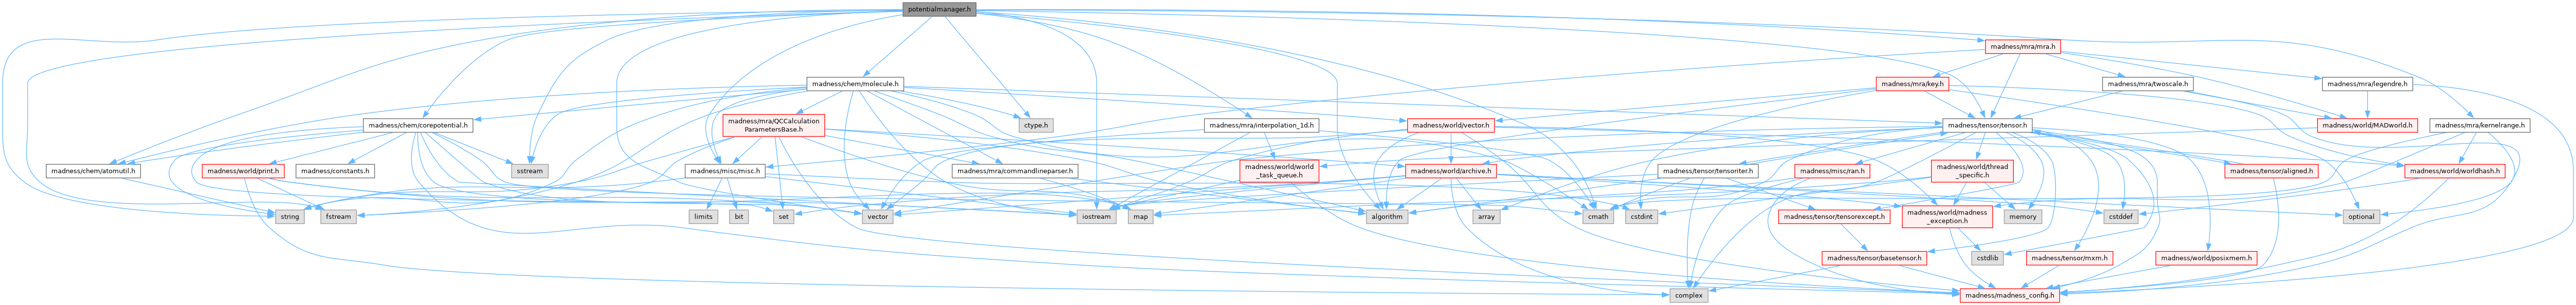 potentialmanager.h
madness/mra/mra.h
madness/chem/molecule.h
madness/mra/key.h
madness/mra/twoscale.h
madness/mra/legendre.h
madness/chem/corepotential.h
madness/mra/QCCalculation
ParametersBase.h
ctype.h
madness/mra/interpolation_1d.h
madness/world/vector.h
madness/tensor/tensor.h
madness/world/MADworld.h
madness/mra/kernelrange.h
madness/chem/atomutil.h
madness/world/print.h
madness/constants.h
sstream
madness/misc/misc.h
madness/mra/commandlineparser.h
madness/world/world
_task_queue.h
madness/world/archive.h
madness/tensor/tensoriter.h
madness/misc/ran.h
madness/world/thread
_specific.h
madness/tensor/aligned.h
madness/world/worldhash.h
string
fstream
limits
bit
set
vector
iostream
map
algorithm
array
cmath
cstdint
madness/tensor/tensorexcept.h
madness/world/madness
_exception.h
memory
cstddef
optional
madness/tensor/basetensor.h
cstdlib
madness/tensor/mxm.h
madness/world/posixmem.h
complex
madness/madness_config.h